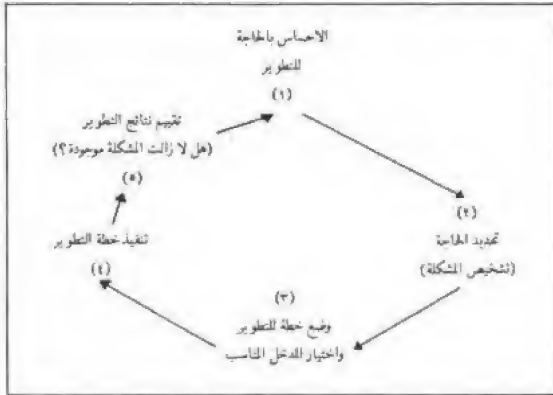 الاحساس بالحاجة
للتطوير
(١)
(٢)
تحديد الحاجة
(تشخيص المشكلة)
(٣)
وضع خطة للتطوير
واختيار المدخل المناسب
تنفيذ خطة التطوير
(٤)
تقييم نتائج التطوير
(هل لا زالت المشكلة موجودة؟)
(٥)